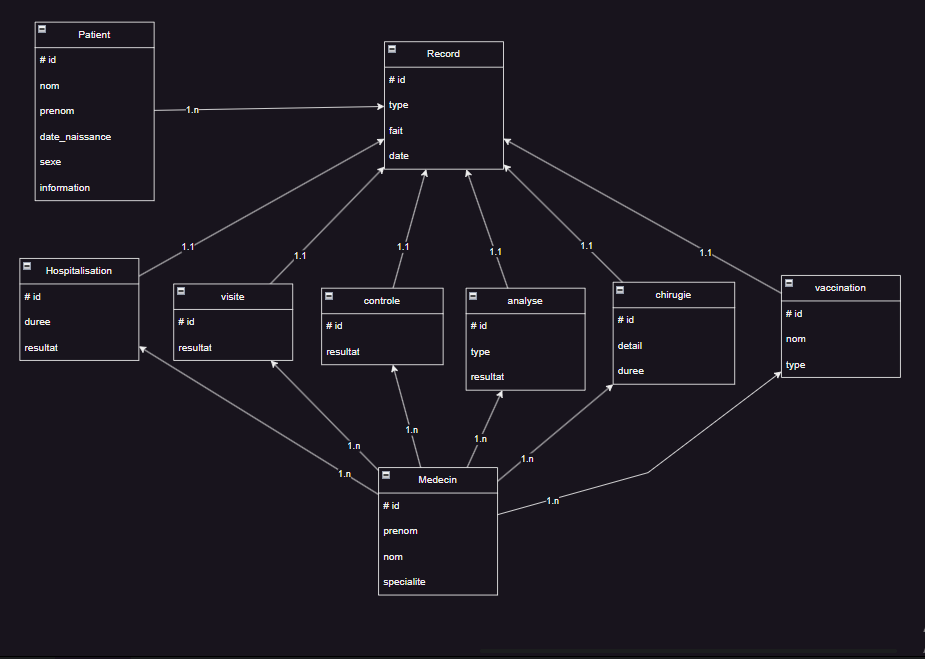 Patient
# id
nom
prenom
date_naissance
sexe
information
1.n
Record
# id
type
fait
date
1.1
1.1
1.1
1.1
1.1
1.1
Hospitalisation
# id
duree
resultat
visite
# id
resultat
controle
# id
resultat
analyse
# id
type
resultat
chirugie
# id
detail
duree
vaccination
# id
nom
type
1.n
1.n
1.n
1.n
1.n
1.n
Medecin
# id
prenom
nom
specialite